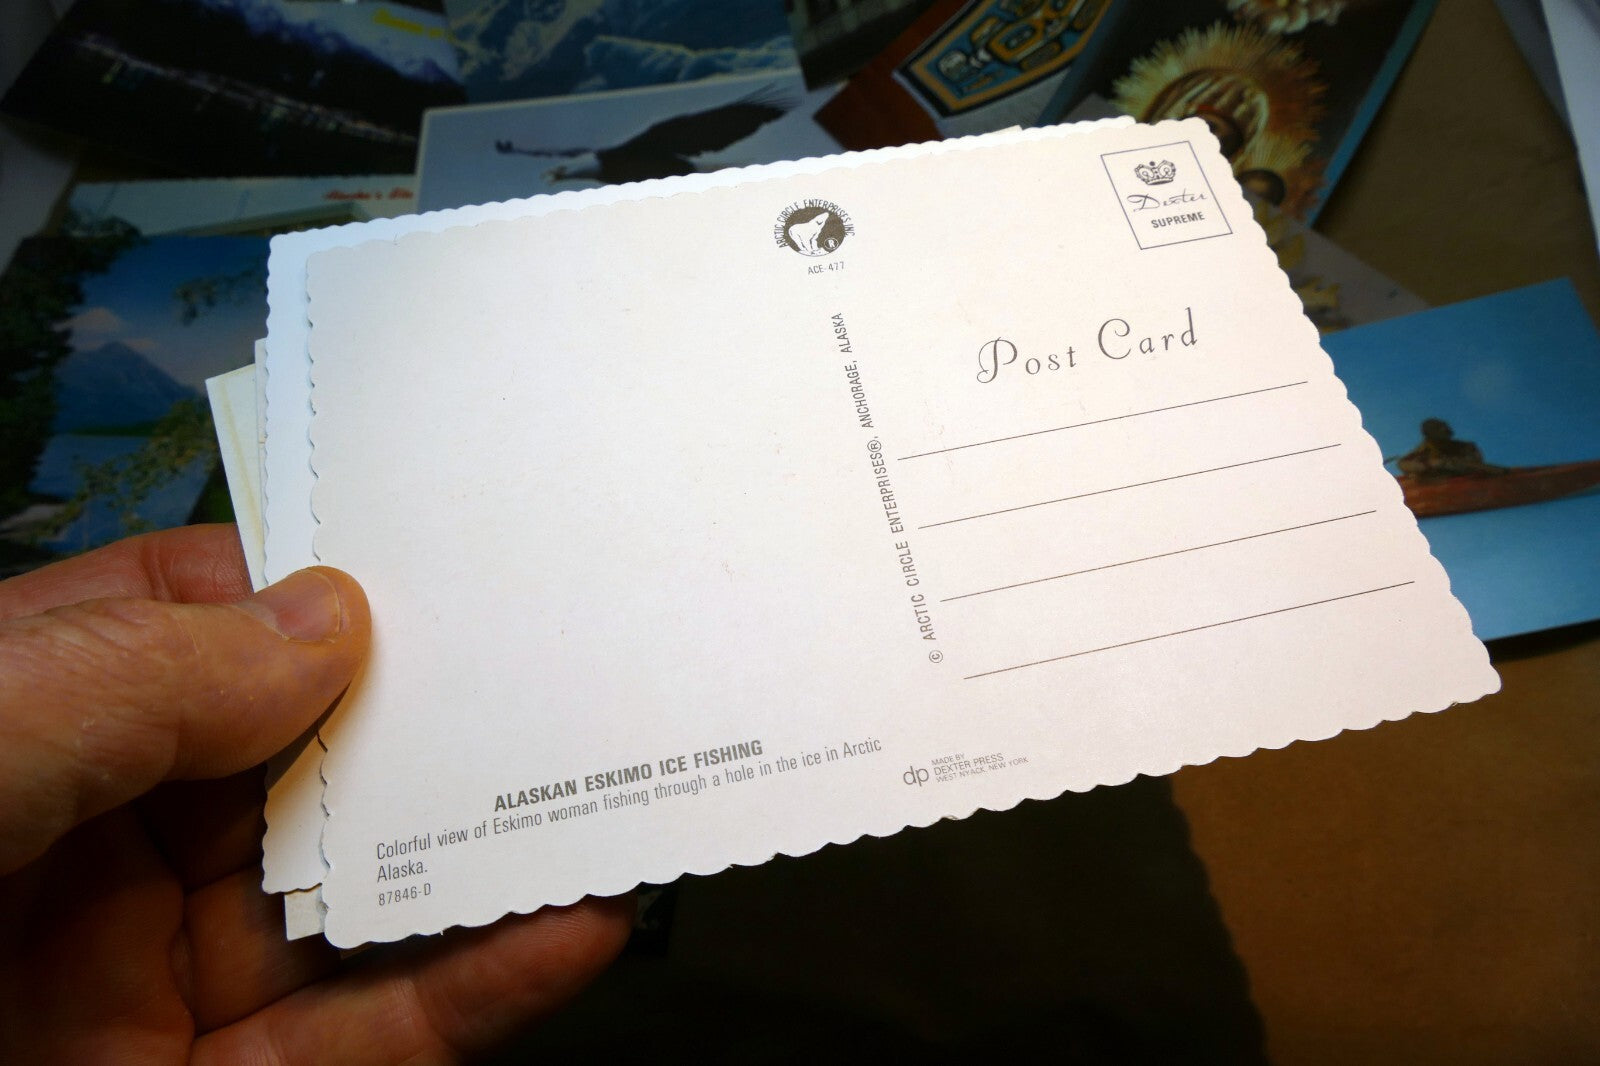 Alaska's
ARCTIC CIRCLE ENTERPRISES INC.
®
ACE-477
Dexter
SUPREME
Post Card
© ARCTIC CIRCLE ENTERPRISES®, ANCHORAGE, ALASKA
ALASKAN ESKIMO ICE FISHING
Colorful view of Eskimo woman fishing through a hole in the ice in Arctic
Alaska.
87846-D
dp
MADE BY
DEXTER PRESS
WEST NYACK, NEW YORK